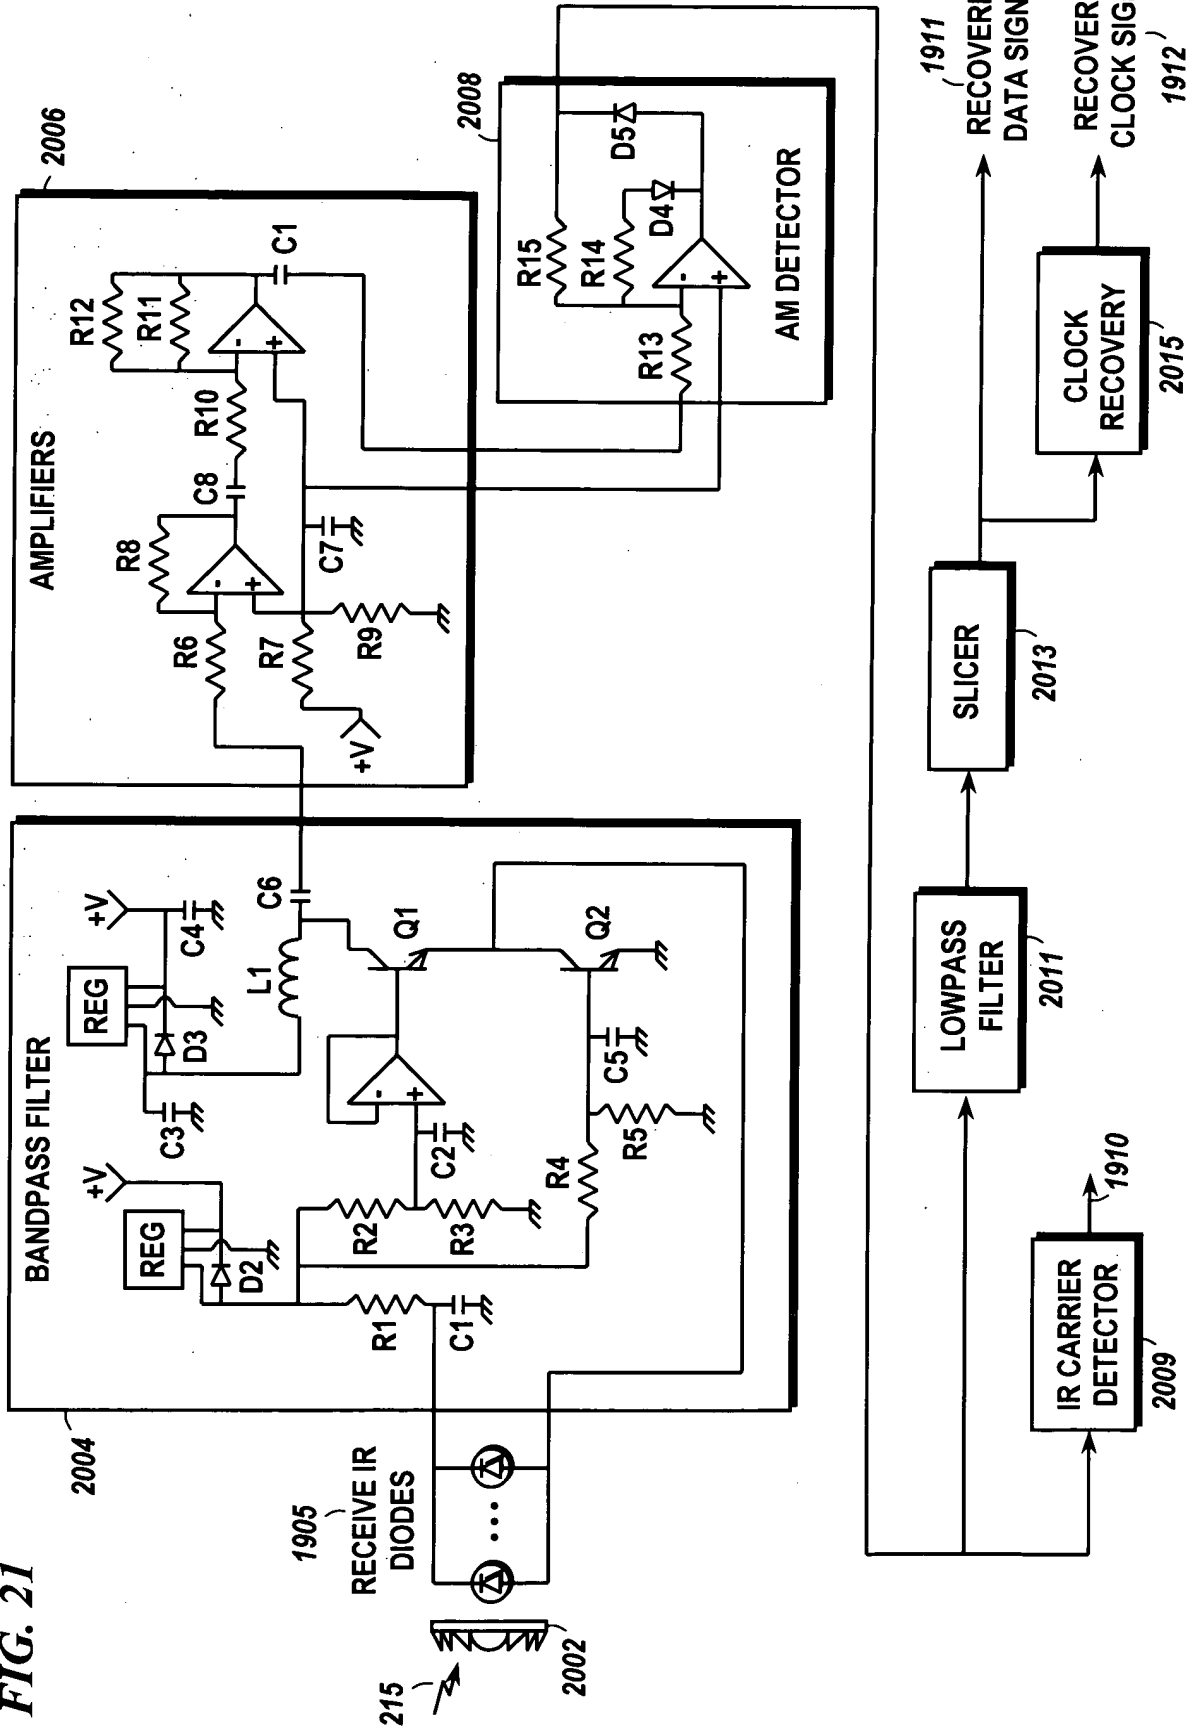 FIG. 21
2004
BANDPASS FILTER
REG
+V
D2
R1
C1
R2
R3
C2
R4
R5
C5
C3
REG
D3
+V
C4
L1
C6
Q1
Q2
-
+
215
2002
1905
RECEIVE IR
DIODES
2006
AMPLIFIERS
R6
R7
+V
R8
R9
C7
C8
R10
R11
R12
C1
-
+
-
+
2008
AM DETECTOR
R13
R14
R15
D4
D5
-
+
IR CARRIER
DETECTOR
2009
1910
LOWPASS
FILTER
2011
SLICER
2013
CLOCK
RECOVERY
2015
1911
DATA
CLOCK
1912